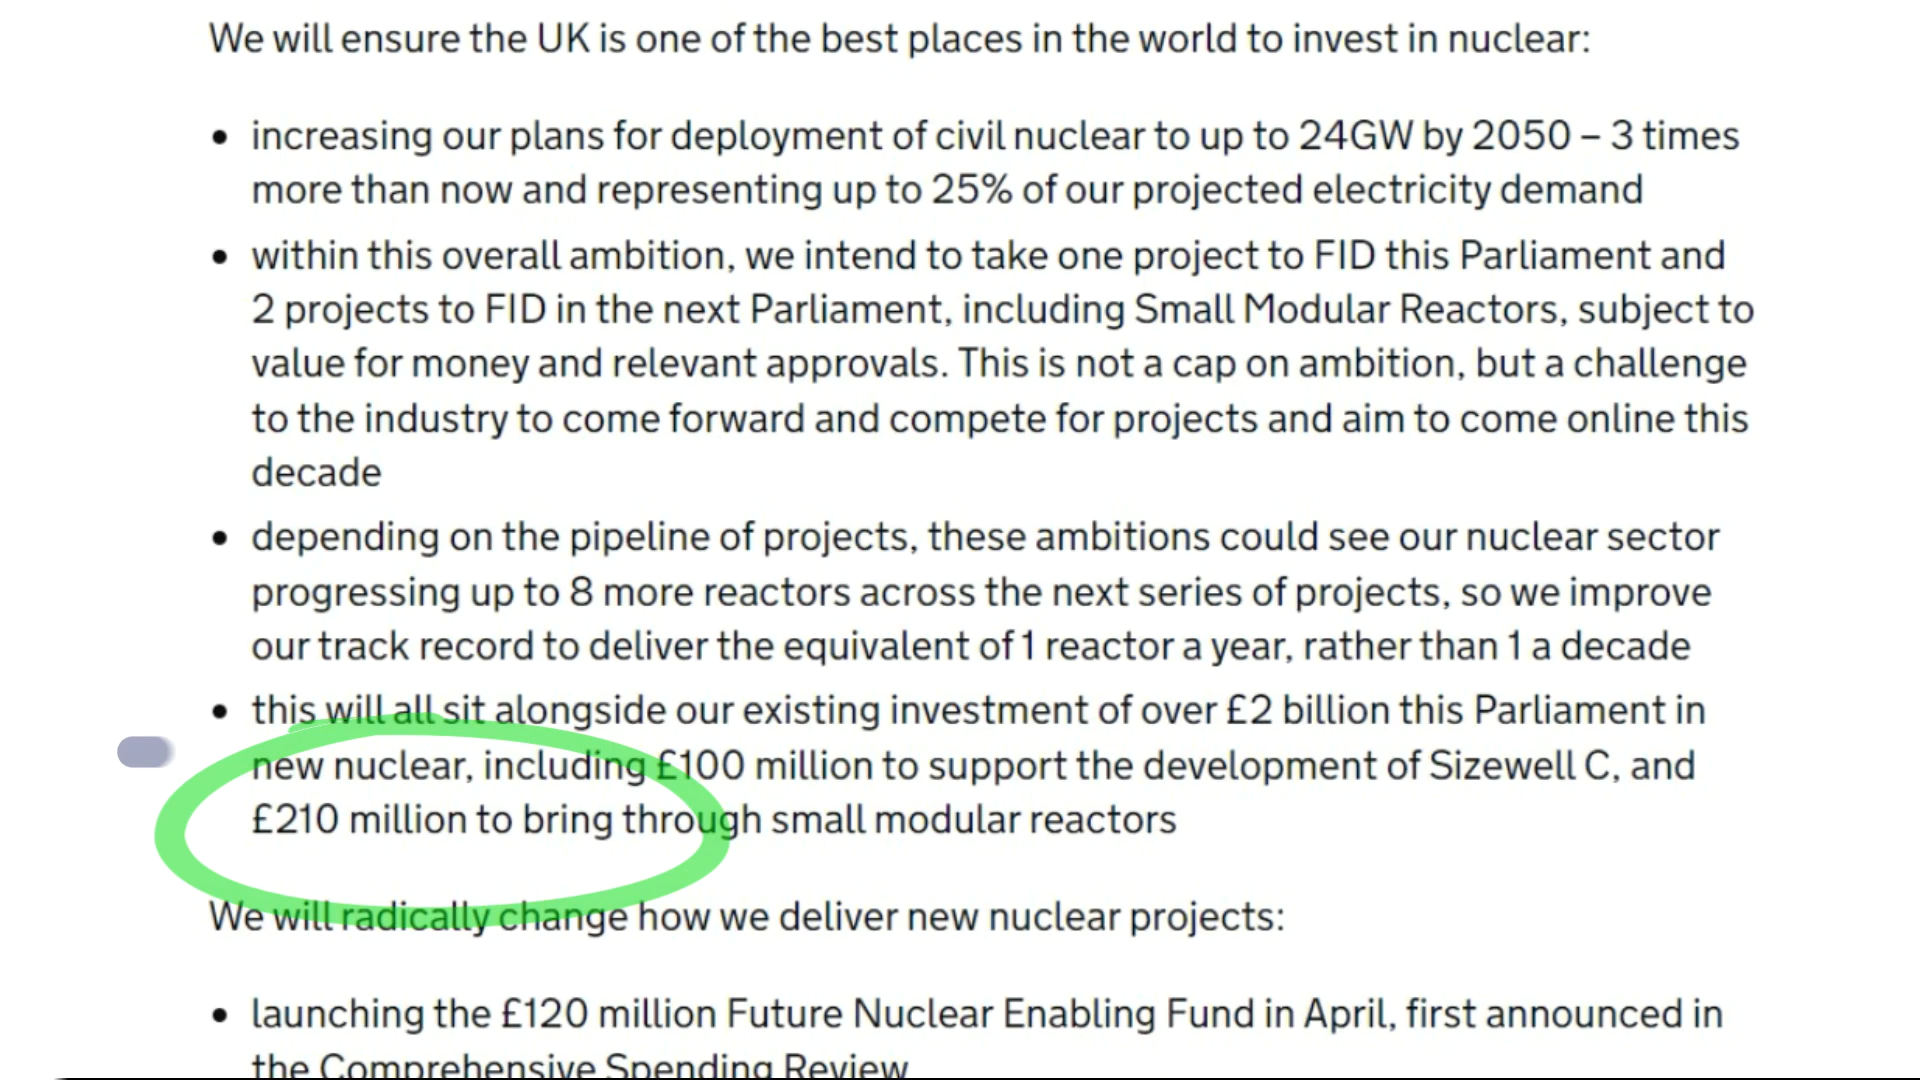 We will ensure the UK is one of the best places in the world to invest in nuclear:
• increasing our plans for deployment of civil nuclear to up to 24GW by 2050 – 3 times
more than now and representing up to 25% of our projected electricity demand
• within this overall ambition, we intend to take one project to FID this Parliament and
2 projects to FID in the next Parliament, including Small Modular Reactors, subject to
value for money and relevant approvals. This is not a cap on ambition, but a challenge
to the industry to come forward and compete for projects and aim to come online this
decade
• depending on the pipeline of projects, these ambitions could see our nuclear sector
progressing up to 8 more reactors across the next series of projects, so we improve
our track record to deliver the equivalent of 1 reactor a year, rather than 1 a decade
• this will all sit alongside our existing investment of over £2 billion this Parliament in
new nuclear, including £100 million to support the development of Sizewell C, and
£210 million to bring through small modular reactors
We will radically change how we deliver new nuclear projects:
• launching the £120 million Future Nuclear Enabling Fund in April, first announced in
the Comprehensive Spending Review